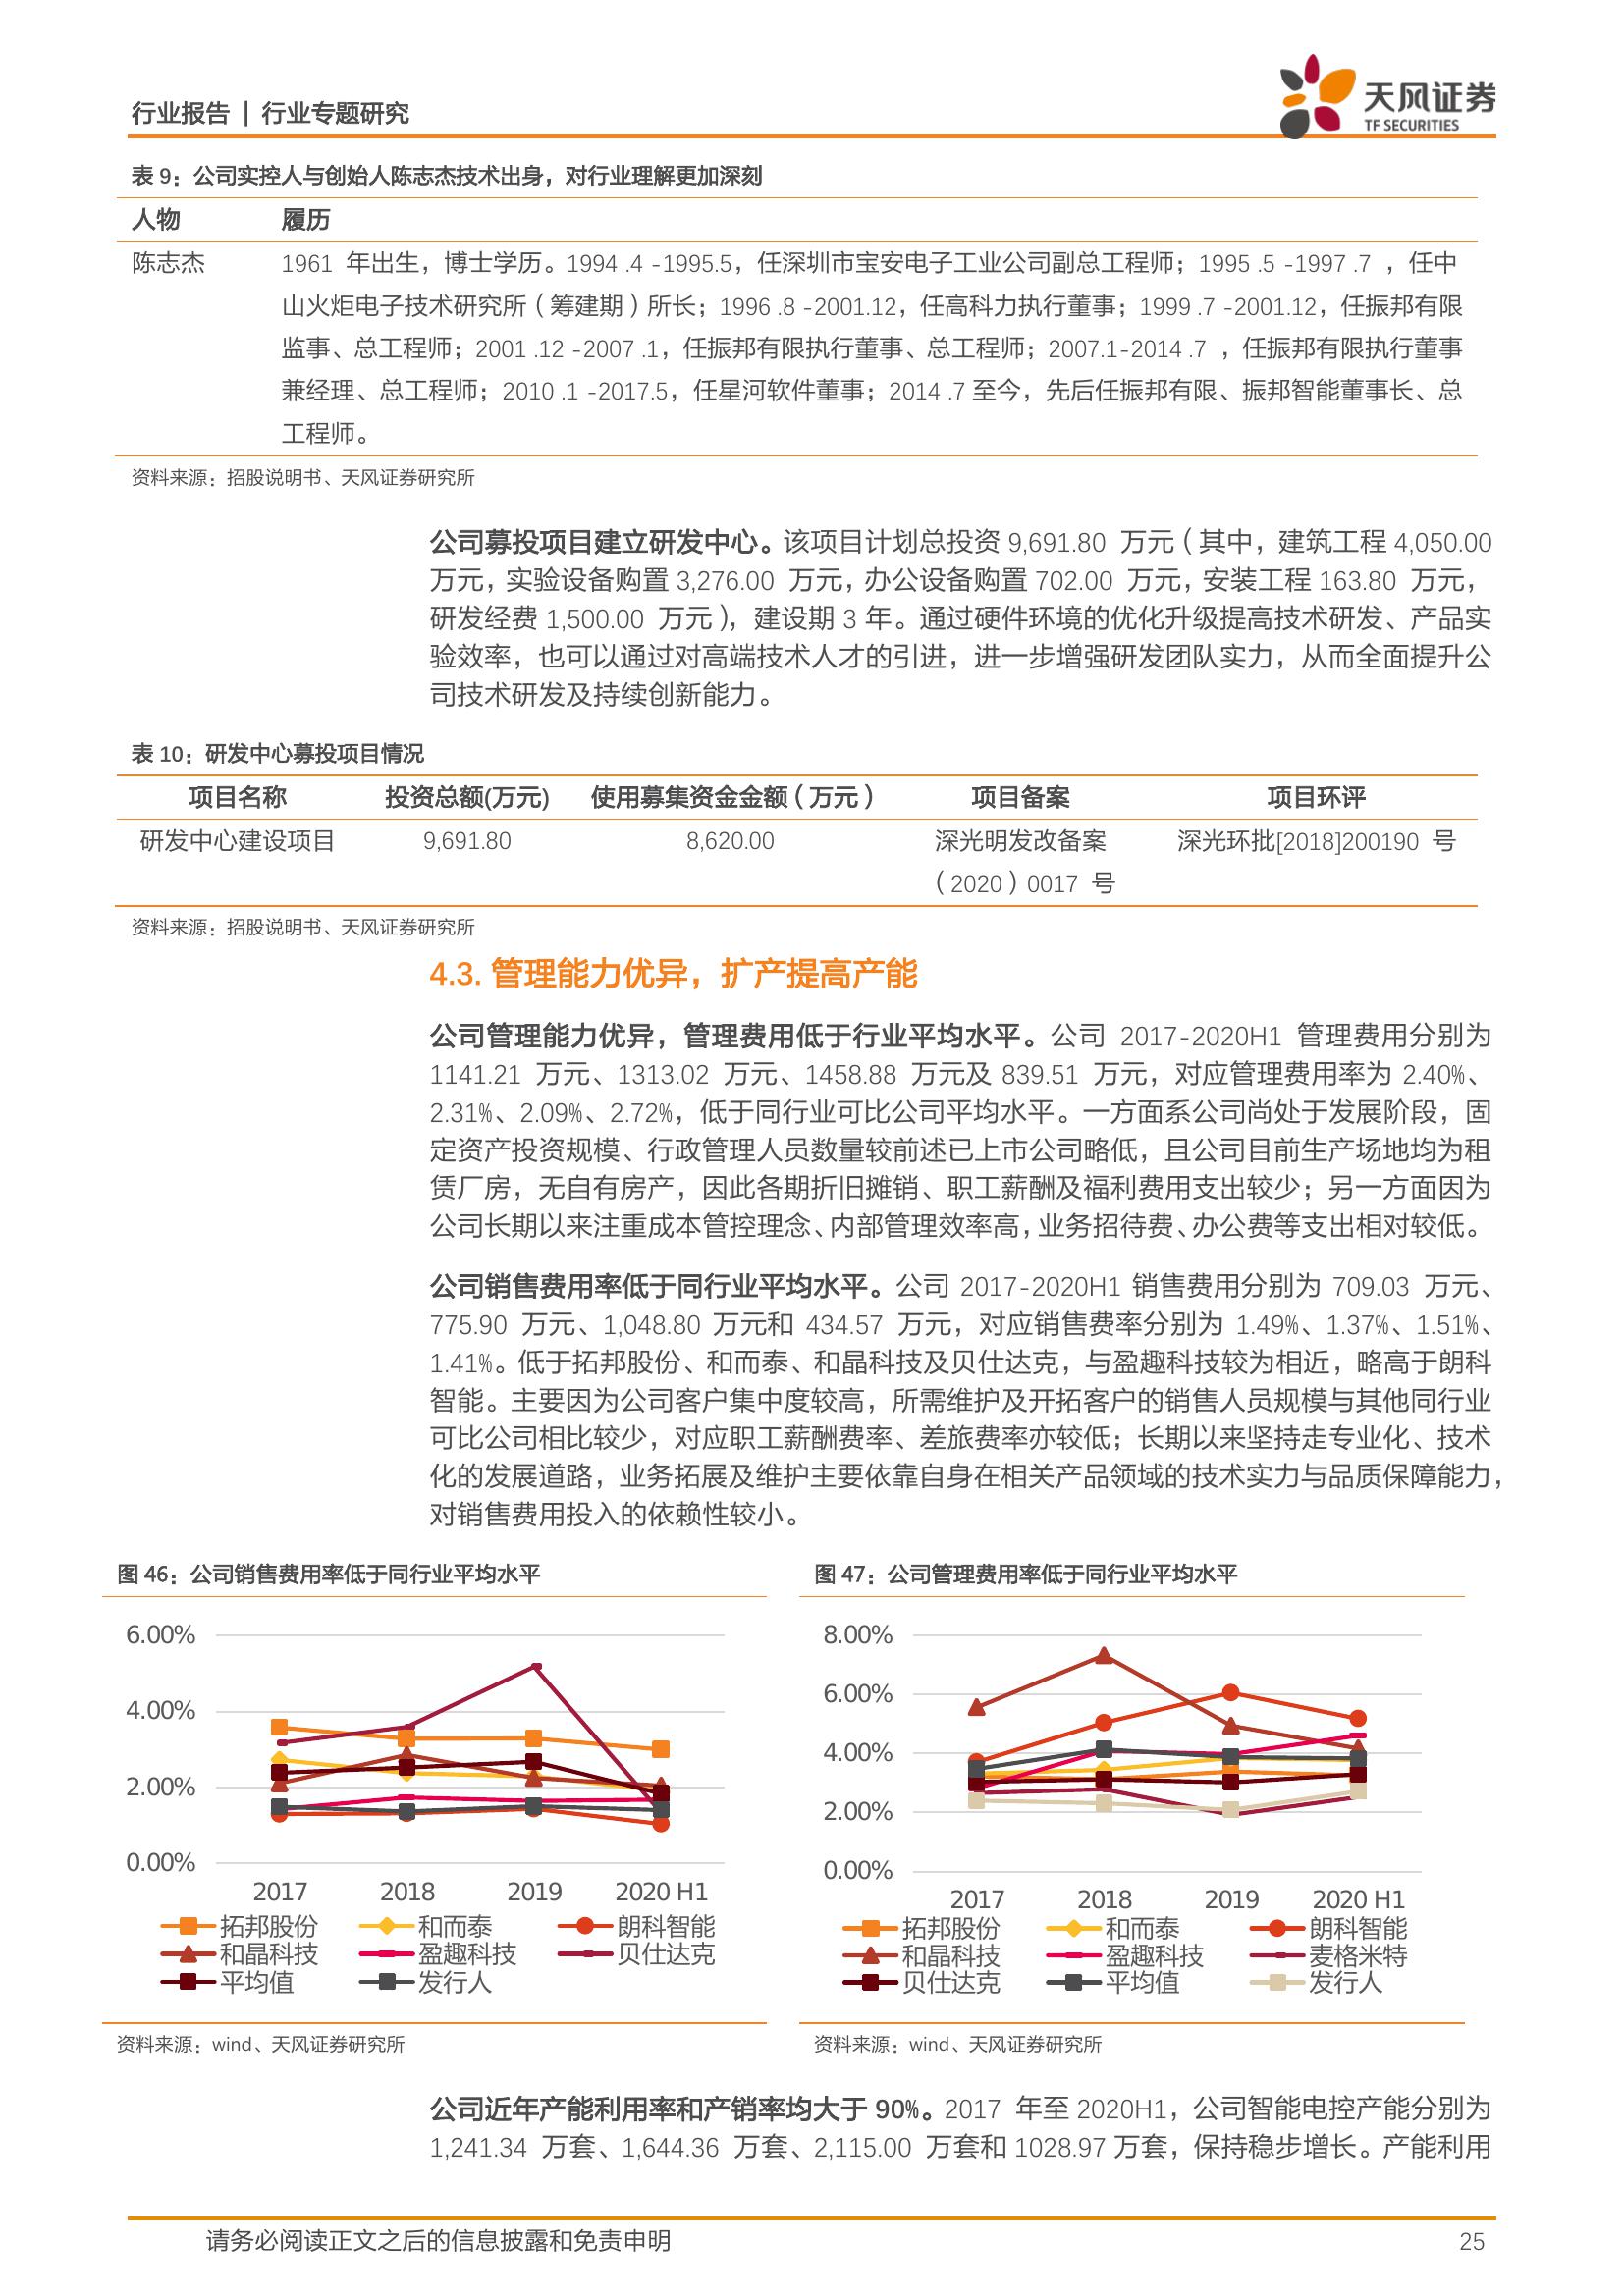 行业报告 | 行业专题研究
天风证券
TF SECURITIES
表 9：公司实控人与创始人陈志杰技术出身，对行业理解更加深刻
人物 履历
陈志杰 1961 年出生，博士学历。1994 .4 -1995.5，任深圳市宝安电子工业公司副总工程师；1995 .5 -1997 .7 ，任中
山火炬电子技术研究所（筹建期）所长；1996 .8 -2001.12，任高科力执行董事；1999 .7 -2001.12，任振邦有限
监事、总工程师；2001 .12 -2007 .1，任振邦有限执行董事、总工程师；2007.1-2014 .7 ，任振邦有限执行董事
兼经理、总工程师；2010 .1 -2017.5，任星河软件董事；2014 .7 至今，先后任振邦有限、振邦智能董事长、总
工程师。
资料来源：招股说明书、天风证券研究所
公司募投项目建立研发中心。该项目计划总投资 9,691.80 万元（其中，建筑工程 4,050.00
万元，实验设备购置 3,276.00 万元，办公设备购置 702.00 万元，安装工程 163.80 万元，
研发经费 1,500.00 万元），建设期 3 年。通过硬件环境的优化升级提高技术研发、产品实
验效率，也可以通过对高端技术人才的引进，进一步增强研发团队实力，从而全面提升公
司技术研发及持续创新能力。
表 10：研发中心募投项目情况
项目名称 投资总额(万元) 使用募集资金金额（万元） 项目备案 项目环评
研发中心建设项目 9,691.80 8,620.00 深光明发改备案 深光环批[2018]200190 号
（2020）0017 号
资料来源：招股说明书、天风证券研究所
4.3. 管理能力优异，扩产提高产能
公司管理能力优异，管理费用低于行业平均水平。公司 2017-2020H1 管理费用分别为
1141.21 万元、1313.02 万元、1458.88 万元及 839.51 万元，对应管理费用率为 2.40%、
2.31%、2.09%、2.72%，低于同行业可比公司平均水平。一方面系公司尚处于发展阶段，固
定资产投资规模、行政管理人员数量较前述已上市公司略低，且公司目前生产场地均为租
赁厂房，无自有房产，因此各期折旧摊销、职工薪酬及福利费用支出较少；另一方面因为
公司长期以来注重成本管控理念、内部管理效率高，业务招待费、办公费等支出相对较低。
公司销售费用率低于同行业平均水平。公司 2017-2020H1 销售费用分别为 709.03 万元、
775.90 万元、1,048.80 万元和 434.57 万元，对应销售费率分别为 1.49%、1.37%、1.51%、
1.41%。低于拓邦股份、和而泰、和晶科技及贝仕达克，与盈趣科技较为相近，略高于朗科
智能。主要因为公司客户集中度较高，所需维护及开拓客户的销售人员规模与其他同行业
可比公司相比较少，对应职工薪酬费率、差旅费率亦较低；长期以来坚持走专业化、技术
化的发展道路，业务拓展及维护主要依靠自身在相关产品领域的技术实力与品质保障能力，
对销售费用投入的依赖性较小。
图 46：公司销售费用率低于同行业平均水平
6.00%
4.00%
2.00%
0.00%
2017 2018 2019 2020 H1
拓邦股份 和而泰 朗科智能
和晶科技 盈趣科技 贝仕达克
平均值 发行人
资料来源：wind、天风证券研究所
图 47：公司管理费用率低于同行业平均水平
8.00%
6.00%
4.00%
2.00%
0.00%
2017 2018 2019 2020 H1
拓邦股份 和而泰 朗科智能
和晶科技 盈趣科技 麦格米特
贝仕达克 平均值 发行人
资料来源：wind、天风证券研究所
公司近年产能利用率和产销率均大于 90%。2017 年至 2020H1，公司智能电控产能分别为
1,241.34 万套、1,644.36 万套、2,115.00 万套和 1028.97 万套，保持稳步增长。产能利用
请务必阅读正文之后的信息披露和免责申明 25